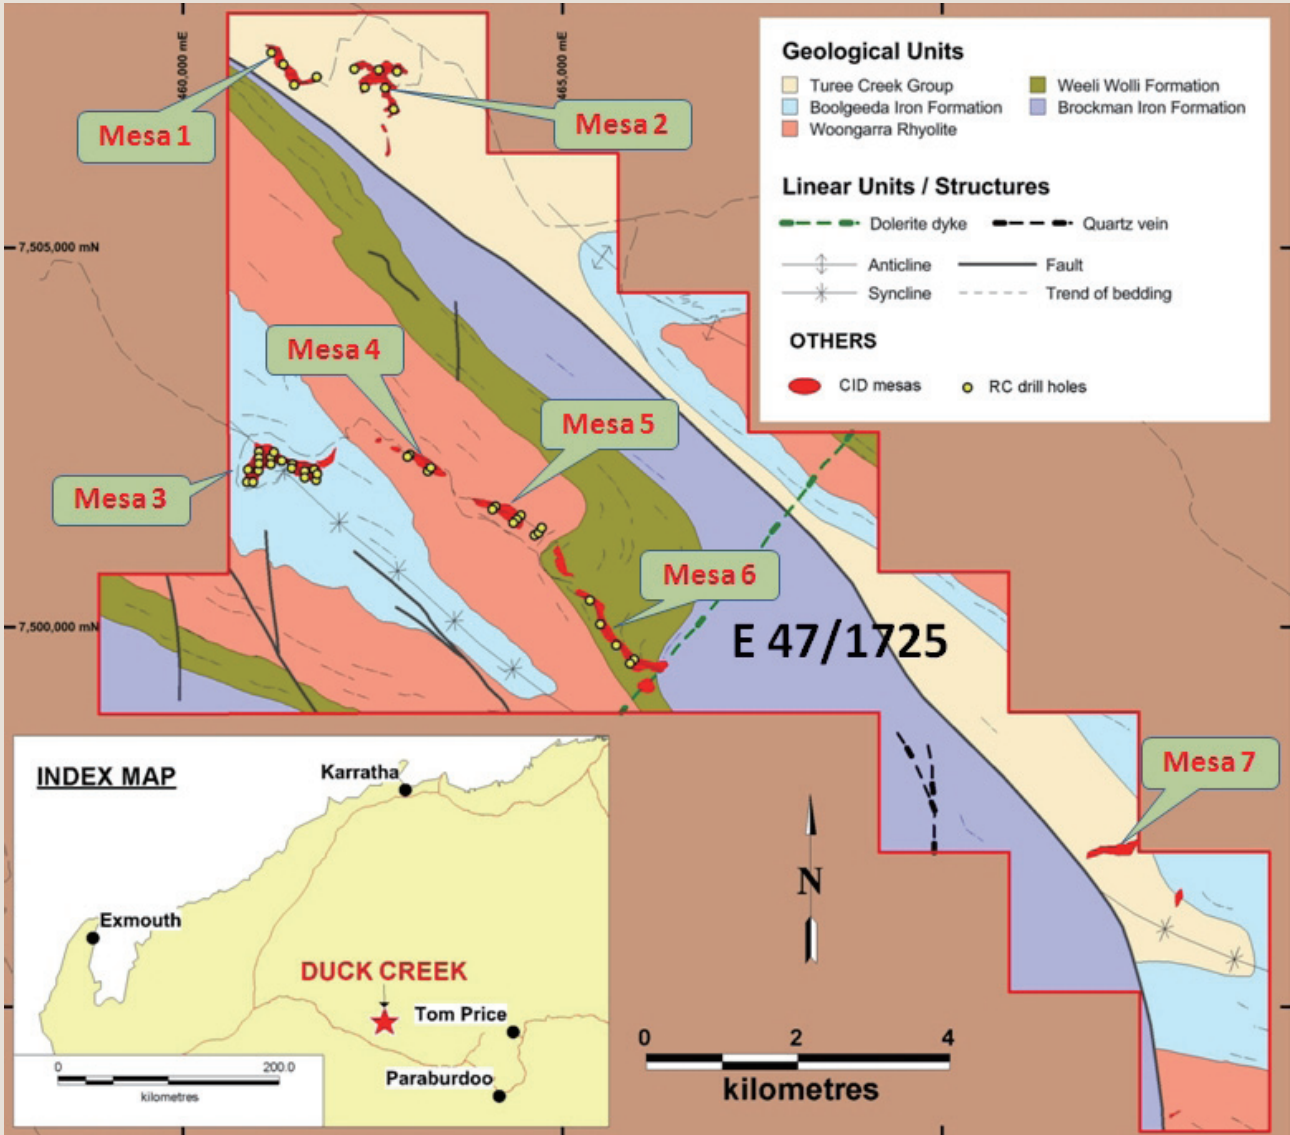 460,000 mE
465,000 mE
7,505,000 mN
7,500,000 mN
Mesa 1
Mesa 2
Mesa 3
Mesa 4
Mesa 5
Mesa 6
Mesa 7
E 47/1725
Geological Units
Turee Creek Group
Boolgeeda Iron Formation
Woongarra Rhyolite
Weeli Wolli Formation
Brockman Iron Formation
Linear Units / Structures
Dolerite dyke
Quartz vein
Anticline
Fault
Syncline
Trend of bedding
OTHERS
CID mesas
RC drill holes
INDEX MAP
Karratha
Exmouth
DUCK CREEK
Tom Price
Paraburdoo
0 200.0
kilometres
N
0 2 4
kilometres